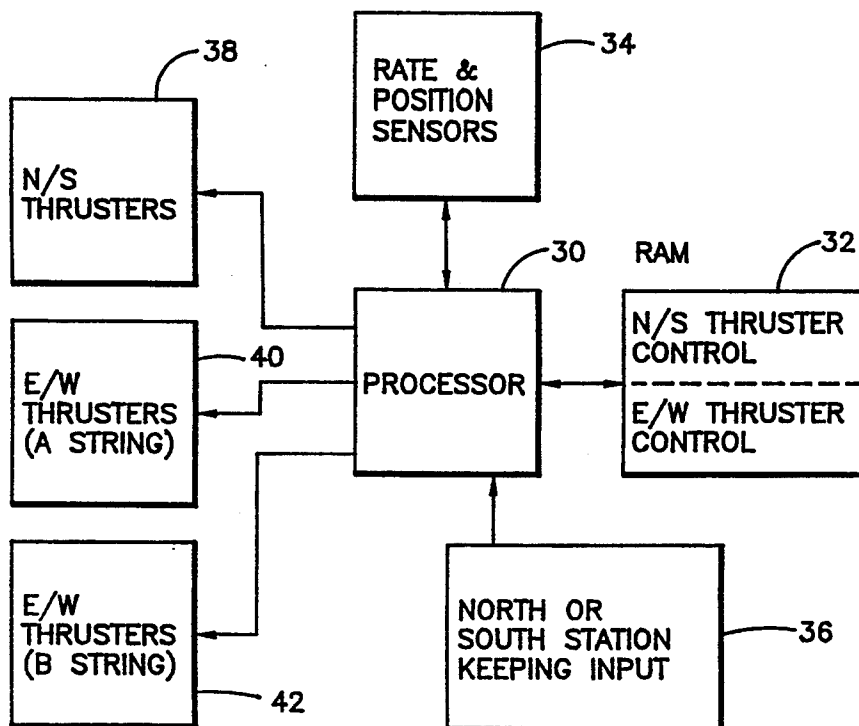 38
N/S
THRUSTERS
34
RATE &
POSITION
SENSORS
30
PROCESSOR
RAM
32
N/S THRUSTER
CONTROL
E/W THRUSTER
CONTROL
40
E/W
THRUSTERS
(A STRING)
E/W
THRUSTERS
(B STRING)
42
NORTH OR
SOUTH STATION
KEEPING INPUT
36